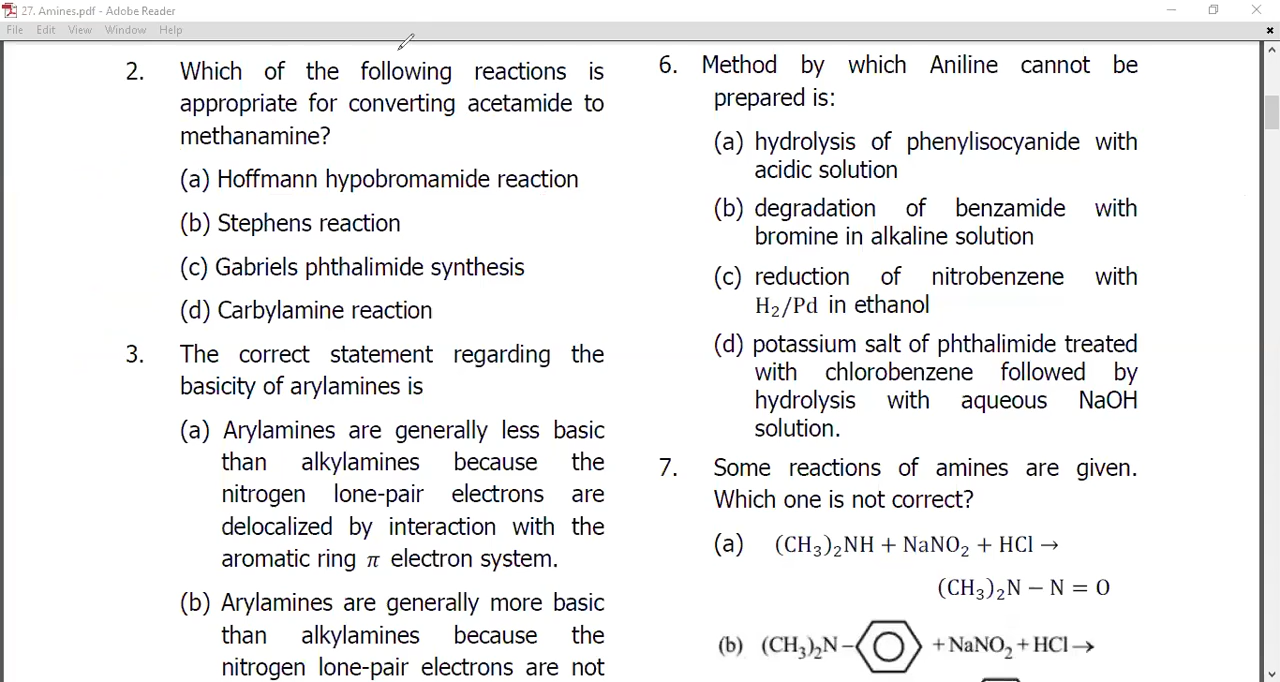 27. Amines.pdf - Adobe Reader
File Edit View Window Help
2. Which of the following reactions is
appropriate for converting acetamide to
methanamine?
(a) Hoffmann hypobromamide reaction
(b) Stephens reaction
(c) Gabriels phthalimide synthesis
(d) Carbylamine reaction
3. The correct statement regarding the
basicity of arylamines is
(a) Arylamines are generally less basic
than alkylamines because the
nitrogen lone-pair electrons are
delocalized by interaction with the
aromatic ring π electron system.
(b) Arylamines are generally more basic
than alkylamines because the
nitrogen lone-pair electrons are not
6. Method by which Aniline cannot be
prepared is:
(a) hydrolysis of phenylisocyanide with
acidic solution
(b) degradation of benzamide with
bromine in alkaline solution
(c) reduction of nitrobenzene with
H₂/Pd in ethanol
(d) potassium salt of phthalimide treated
with chlorobenzene followed by
hydrolysis with aqueous NaOH
solution.
7. Some reactions of amines are given.
Which one is not correct?
(a) (CH₃)₂NH + NaNO₂ + HCl →
(CH₃)₂N − N = O
(b) (CH₃)₂N− +NaNO₂+HCl→